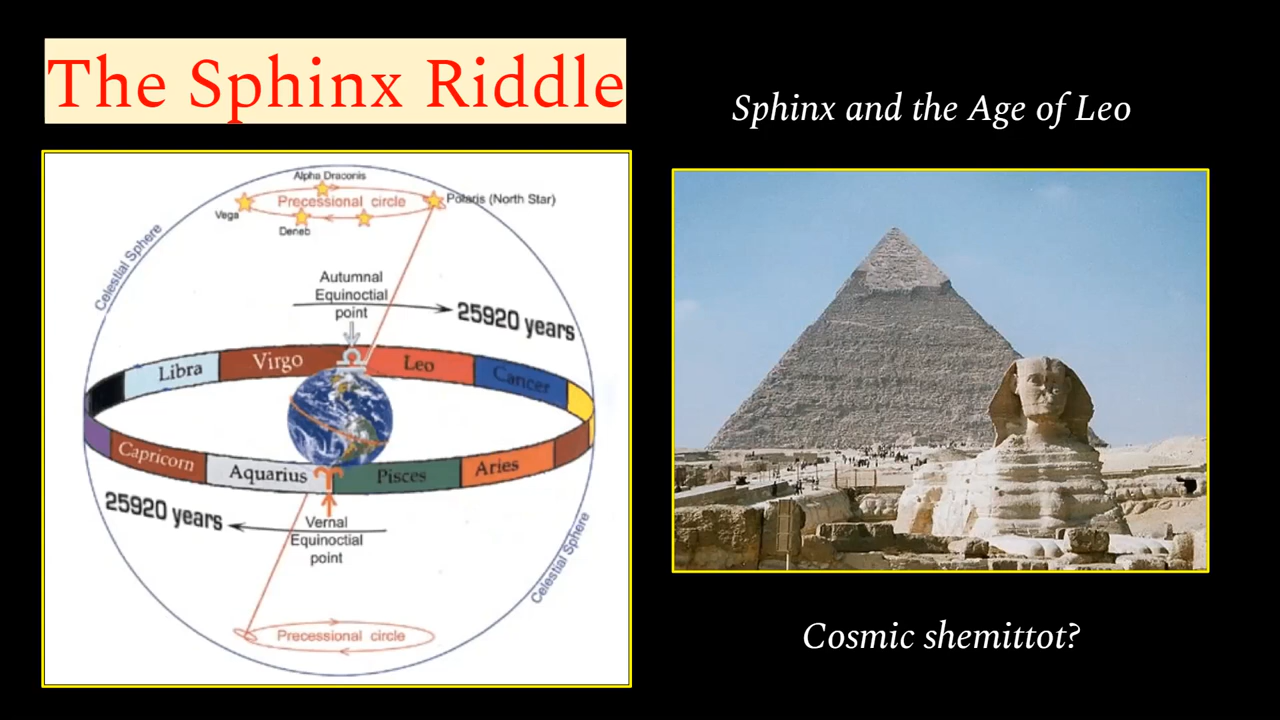 The Sphinx Riddle
Sphinx and the Age of Leo
Alpha Draconis
Precessional circle
Polaris (North Star)
Vega
Deneb
Celestial Sphere
Autumnal
Equinoctial
point
25920 years
Libra
Virgo
Leo
Cancer
Capricorn
Aquarius
Pisces
Aries
25920 years
Vernal
Equinoctial
point
Celestial Sphere
Precessional circle
Cosmic shemittot?